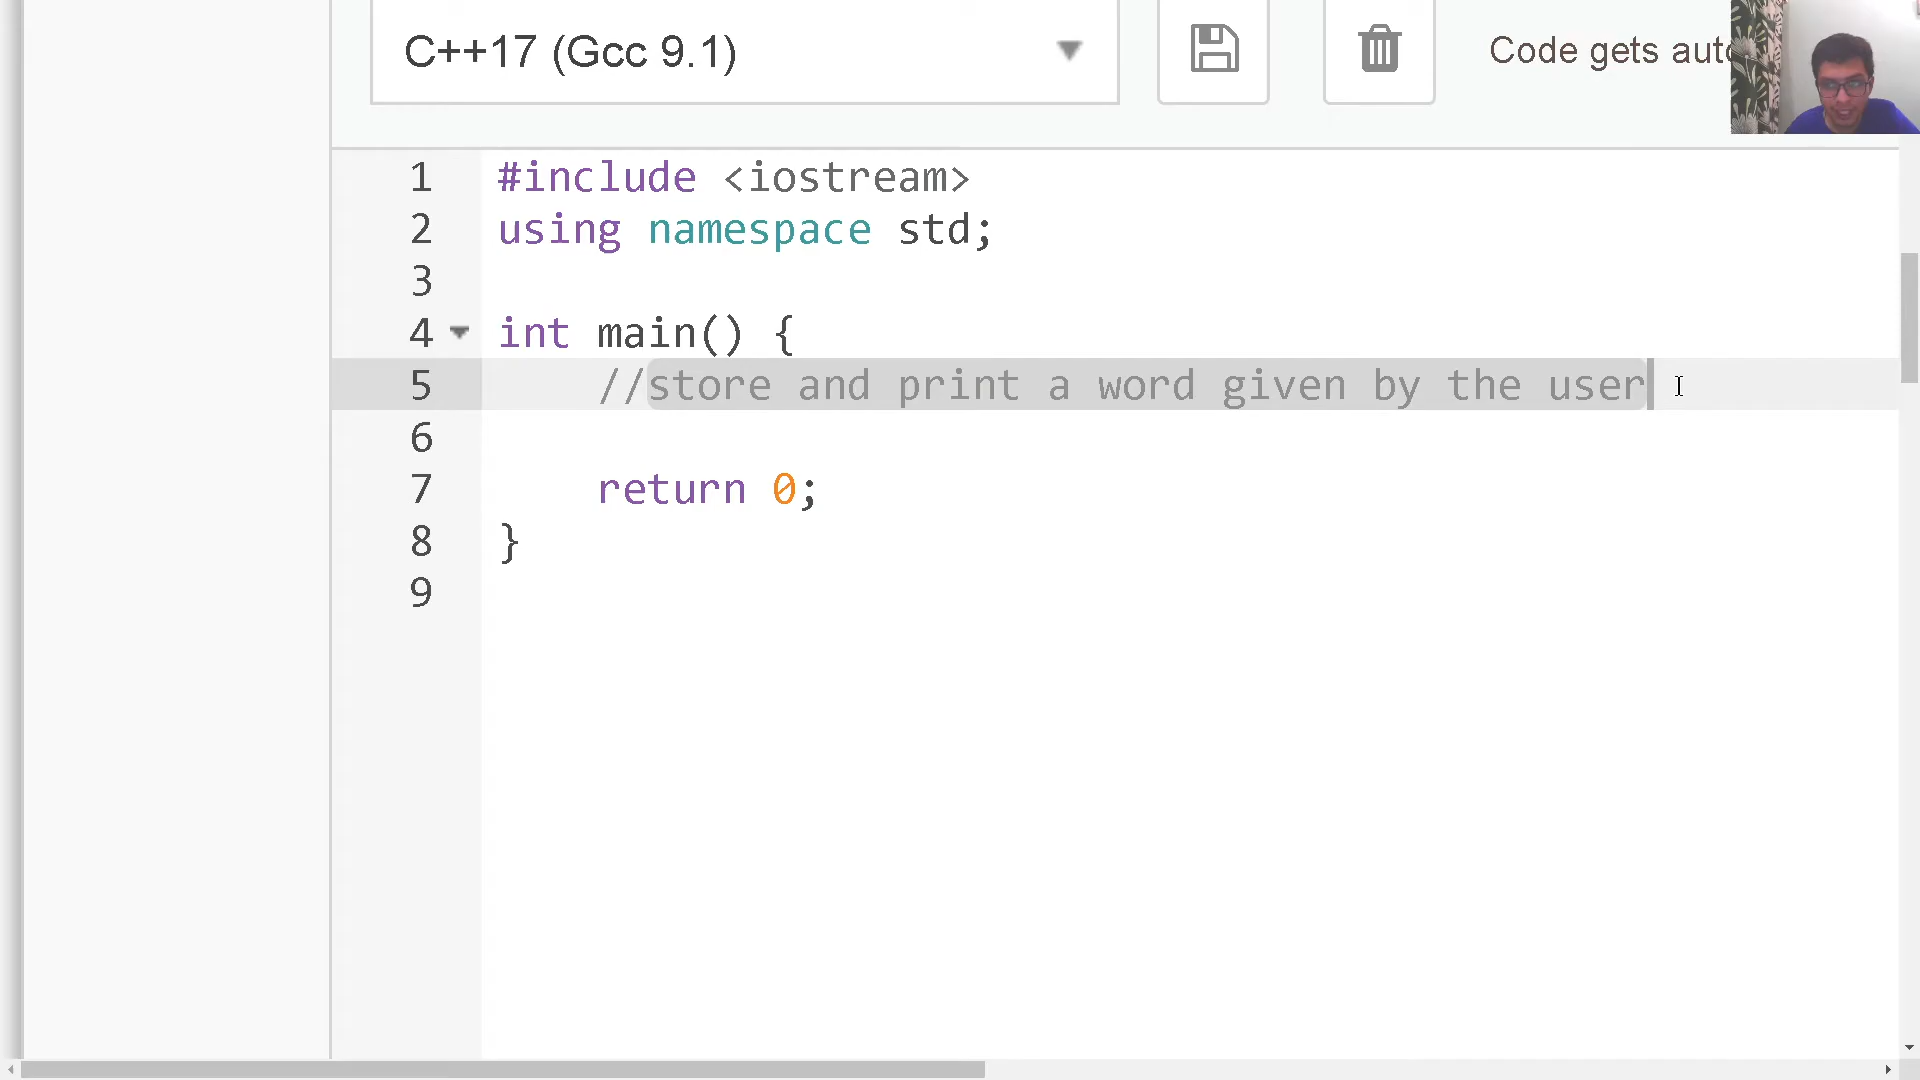 C++17 (Gcc 9.1)
Code gets auto
1 #include <iostream>
2 using namespace std;
3
4 int main() {
5 //store and print a word given by the user
6
7 return 0;
8 }
9